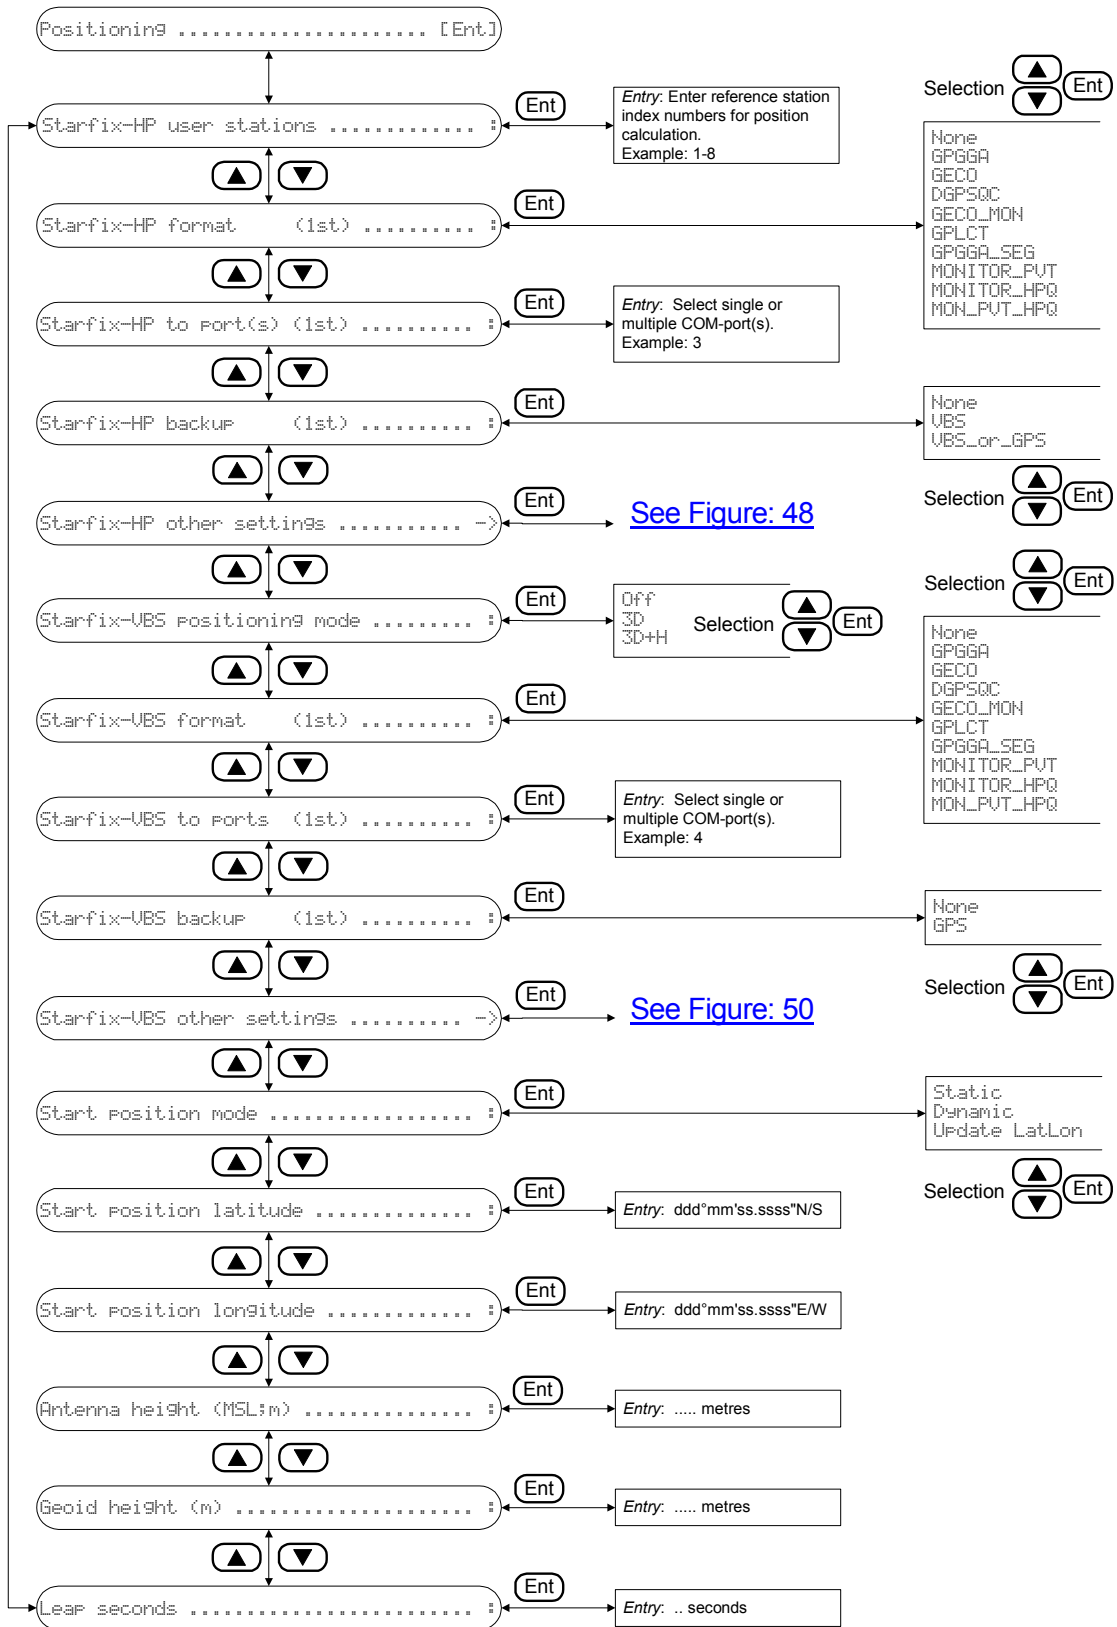 Positioning ...................... [Ent]
Starfix-HP user stations ............. :
Ent
Entry: Enter reference station
index numbers for position
calculation.
Example: 1-8
Selection
Ent
None
GPGGA
GECO
DGPSQC
GECO_MON
GPLCT
GPGGA_SEG
MONITOR_PVT
MONITOR_HPQ
MON_PVT_HPQ
Starfix-HP format (1st) .......... :
Ent
Starfix-HP to port(s) (1st) .......... :
Ent
Entry: Select single or
multiple COM-port(s).
Example: 3
Starfix-HP backup (1st) .......... :
Ent
None
VBS
VBS_or_GPS
Selection
Ent
Starfix-HP other settings ........... ->
Ent
See Figure: 48
Starfix-VBS positioning mode ......... :
Ent
Off
3D
3D+H
Selection
Ent
Selection
Ent
None
GPGGA
GECO
DGPSQC
GECO_MON
GPLCT
GPGGA_SEG
MONITOR_PVT
MONITOR_HPQ
MON_PVT_HPQ
Starfix-VBS format (1st) .......... :
Ent
Starfix-VBS to ports (1st) .......... :
Ent
Entry: Select single or
multiple COM-port(s).
Example: 4
Starfix-VBS backup (1st) .......... :
Ent
None
GPS
Selection
Ent
Starfix-VBS other settings .......... ->
Ent
See Figure: 50
Start position mode .................. :
Ent
Static
Dynamic
Update LatLon
Selection
Ent
Start position latitude .............. :
Ent
Entry: ddd°mm'ss.ssss"N/S
Start position longitude ............. :
Ent
Entry: ddd°mm'ss.ssss"E/W
Antenna height (MSL;m) ............... :
Ent
Entry: ..... metres
Geoid height (m) ..................... :
Ent
Entry: ..... metres
Leap seconds ......................... :
Ent
Entry: .. seconds